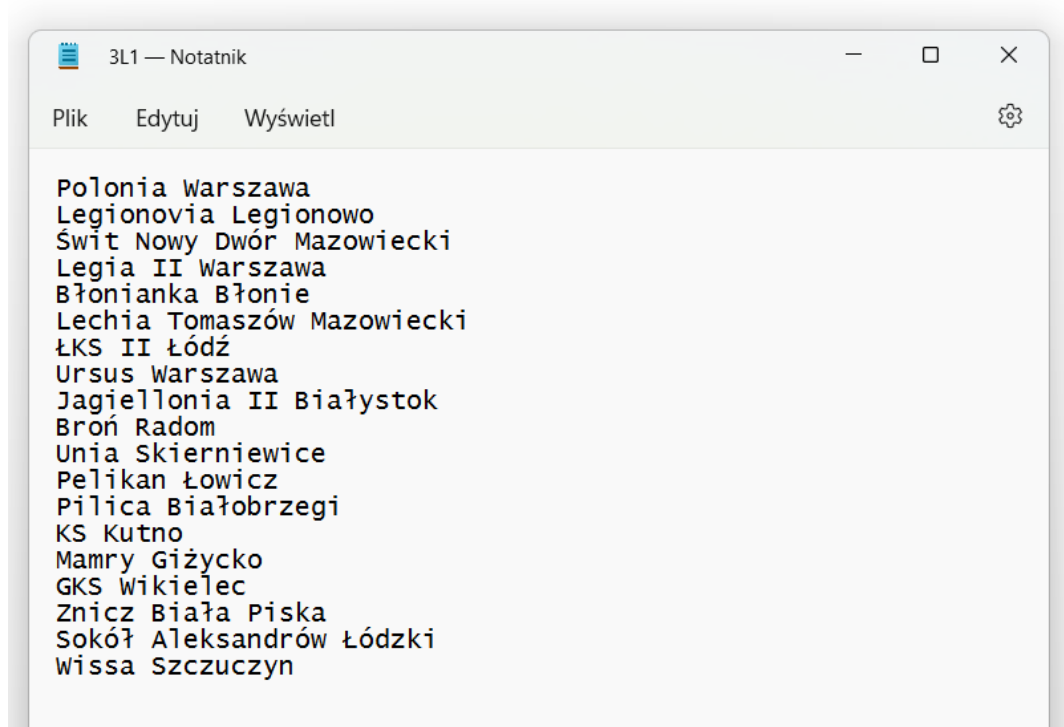 3L1 — Notatnik
Plik Edytuj Wyświetl
Polonia Warszawa
Legionovia Legionowo
Świt Nowy Dwór Mazowiecki
Legia II Warszawa
Błonianka Błonie
Lechia Tomaszów Mazowiecki
ŁKS II Łódź
Ursus Warszawa
Jagiellonia II Białystok
Broń Radom
Unia Skierniewice
Pelikan Łowicz
Pilica Białobrzegi
KS Kutno
Mamry Giżycko
GKS Wikielec
Znicz Biała Piska
Sokół Aleksandrów Łódzki
Wissa Szczuczyn